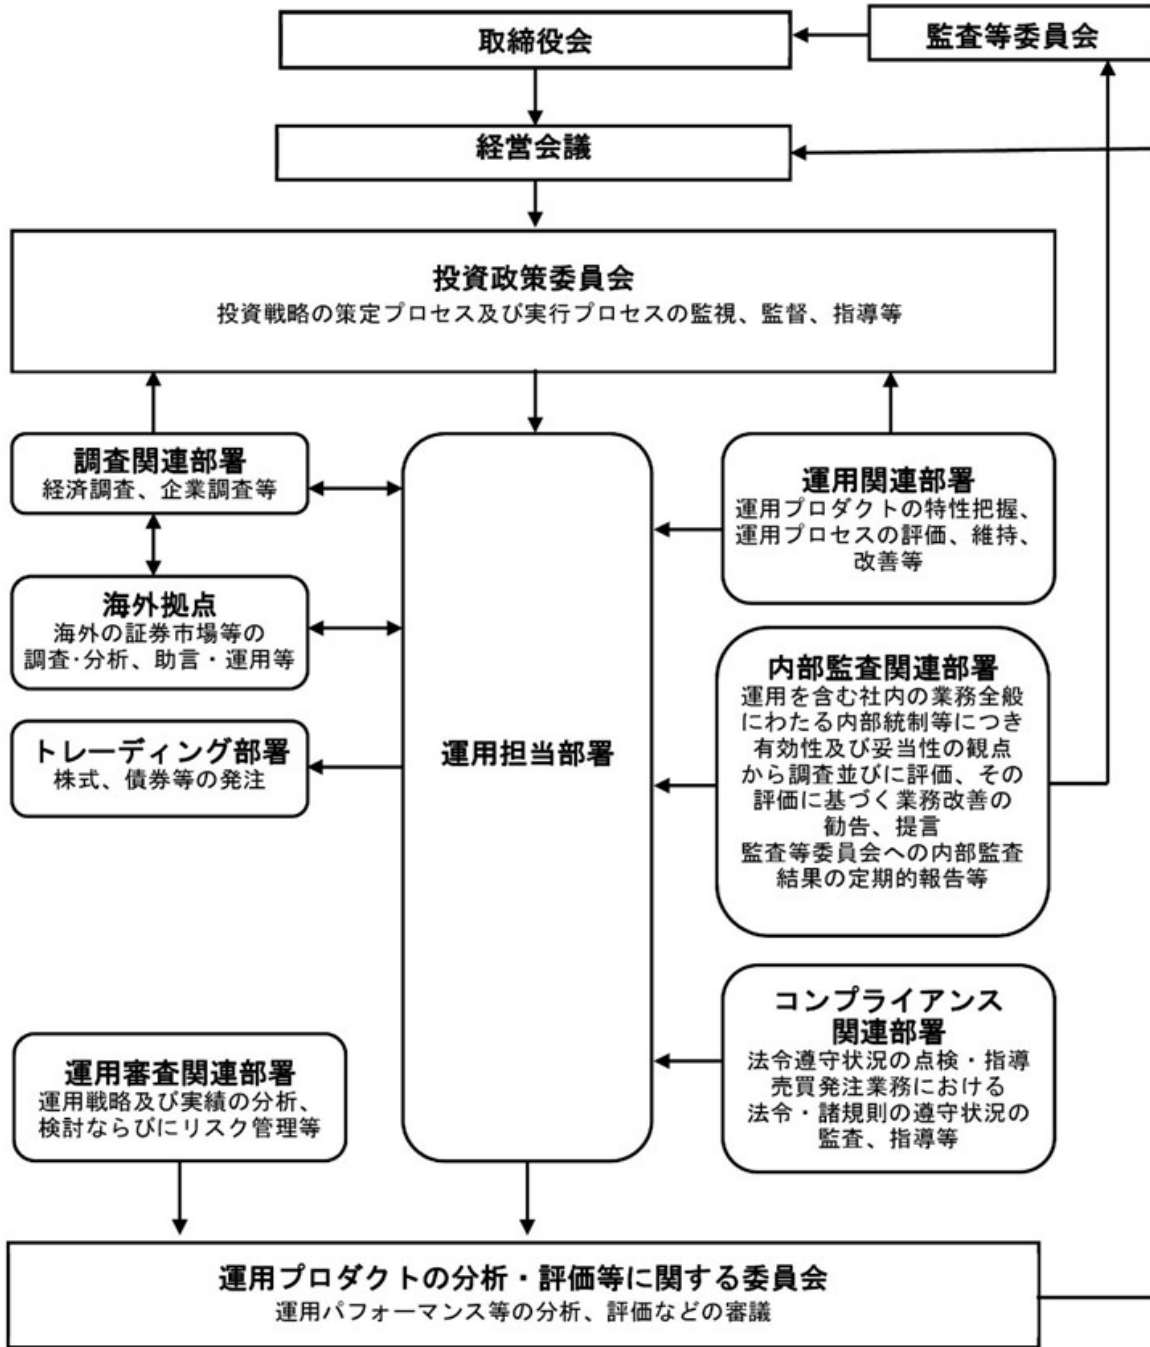 取締役会
監査等委員会
経営会議
投資政策委員会
投資戦略の策定プロセス及び実行プロセスの監視、監督、指導等
調査関連部署
経済調査、企業調査等
海外拠点
海外の証券市場等の
調査･分析、助言・運用等
トレーディング部署
株式、債券等の発注
運用審査関連部署
運用戦略及び実績の分析、
検討ならびにリスク管理等
運用担当部署
運用関連部署
運用プロダクトの特性把握、
運用プロセスの評価、維持、
改善等
内部監査関連部署
運用を含む社内の業務全般
にわたる内部統制等につき
有効性及び妥当性の観点
から調査並びに評価、その
評価に基づく業務改善の
勧告、提言
監査等委員会への内部監査
結果の定期的報告等
コンプライアンス
関連部署
法令遵守状況の点検・指導
売買発注業務における
法令・諸規則の遵守状況の
監査、指導等
運用プロダクトの分析・評価等に関する委員会
運用パフォーマンス等の分析、評価などの審議